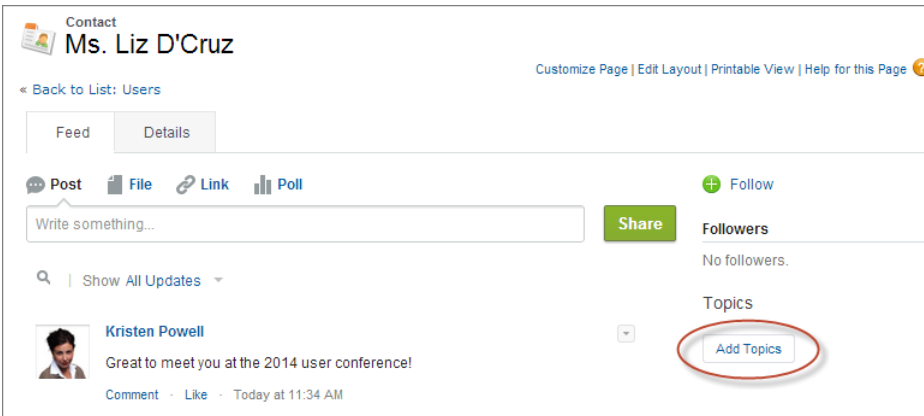 Contact
Ms. Liz D'Cruz
Customize Page | Edit Layout | Printable View | Help for this Page
« Back to List: Users
Feed Details
Post File Link Poll
Write something...
Share
Show All Updates
Kristen Powell
Great to meet you at the 2014 user conference!
Comment · Like · Today at 11:34 AM
Follow
Followers
No followers.
Topics
Add Topics